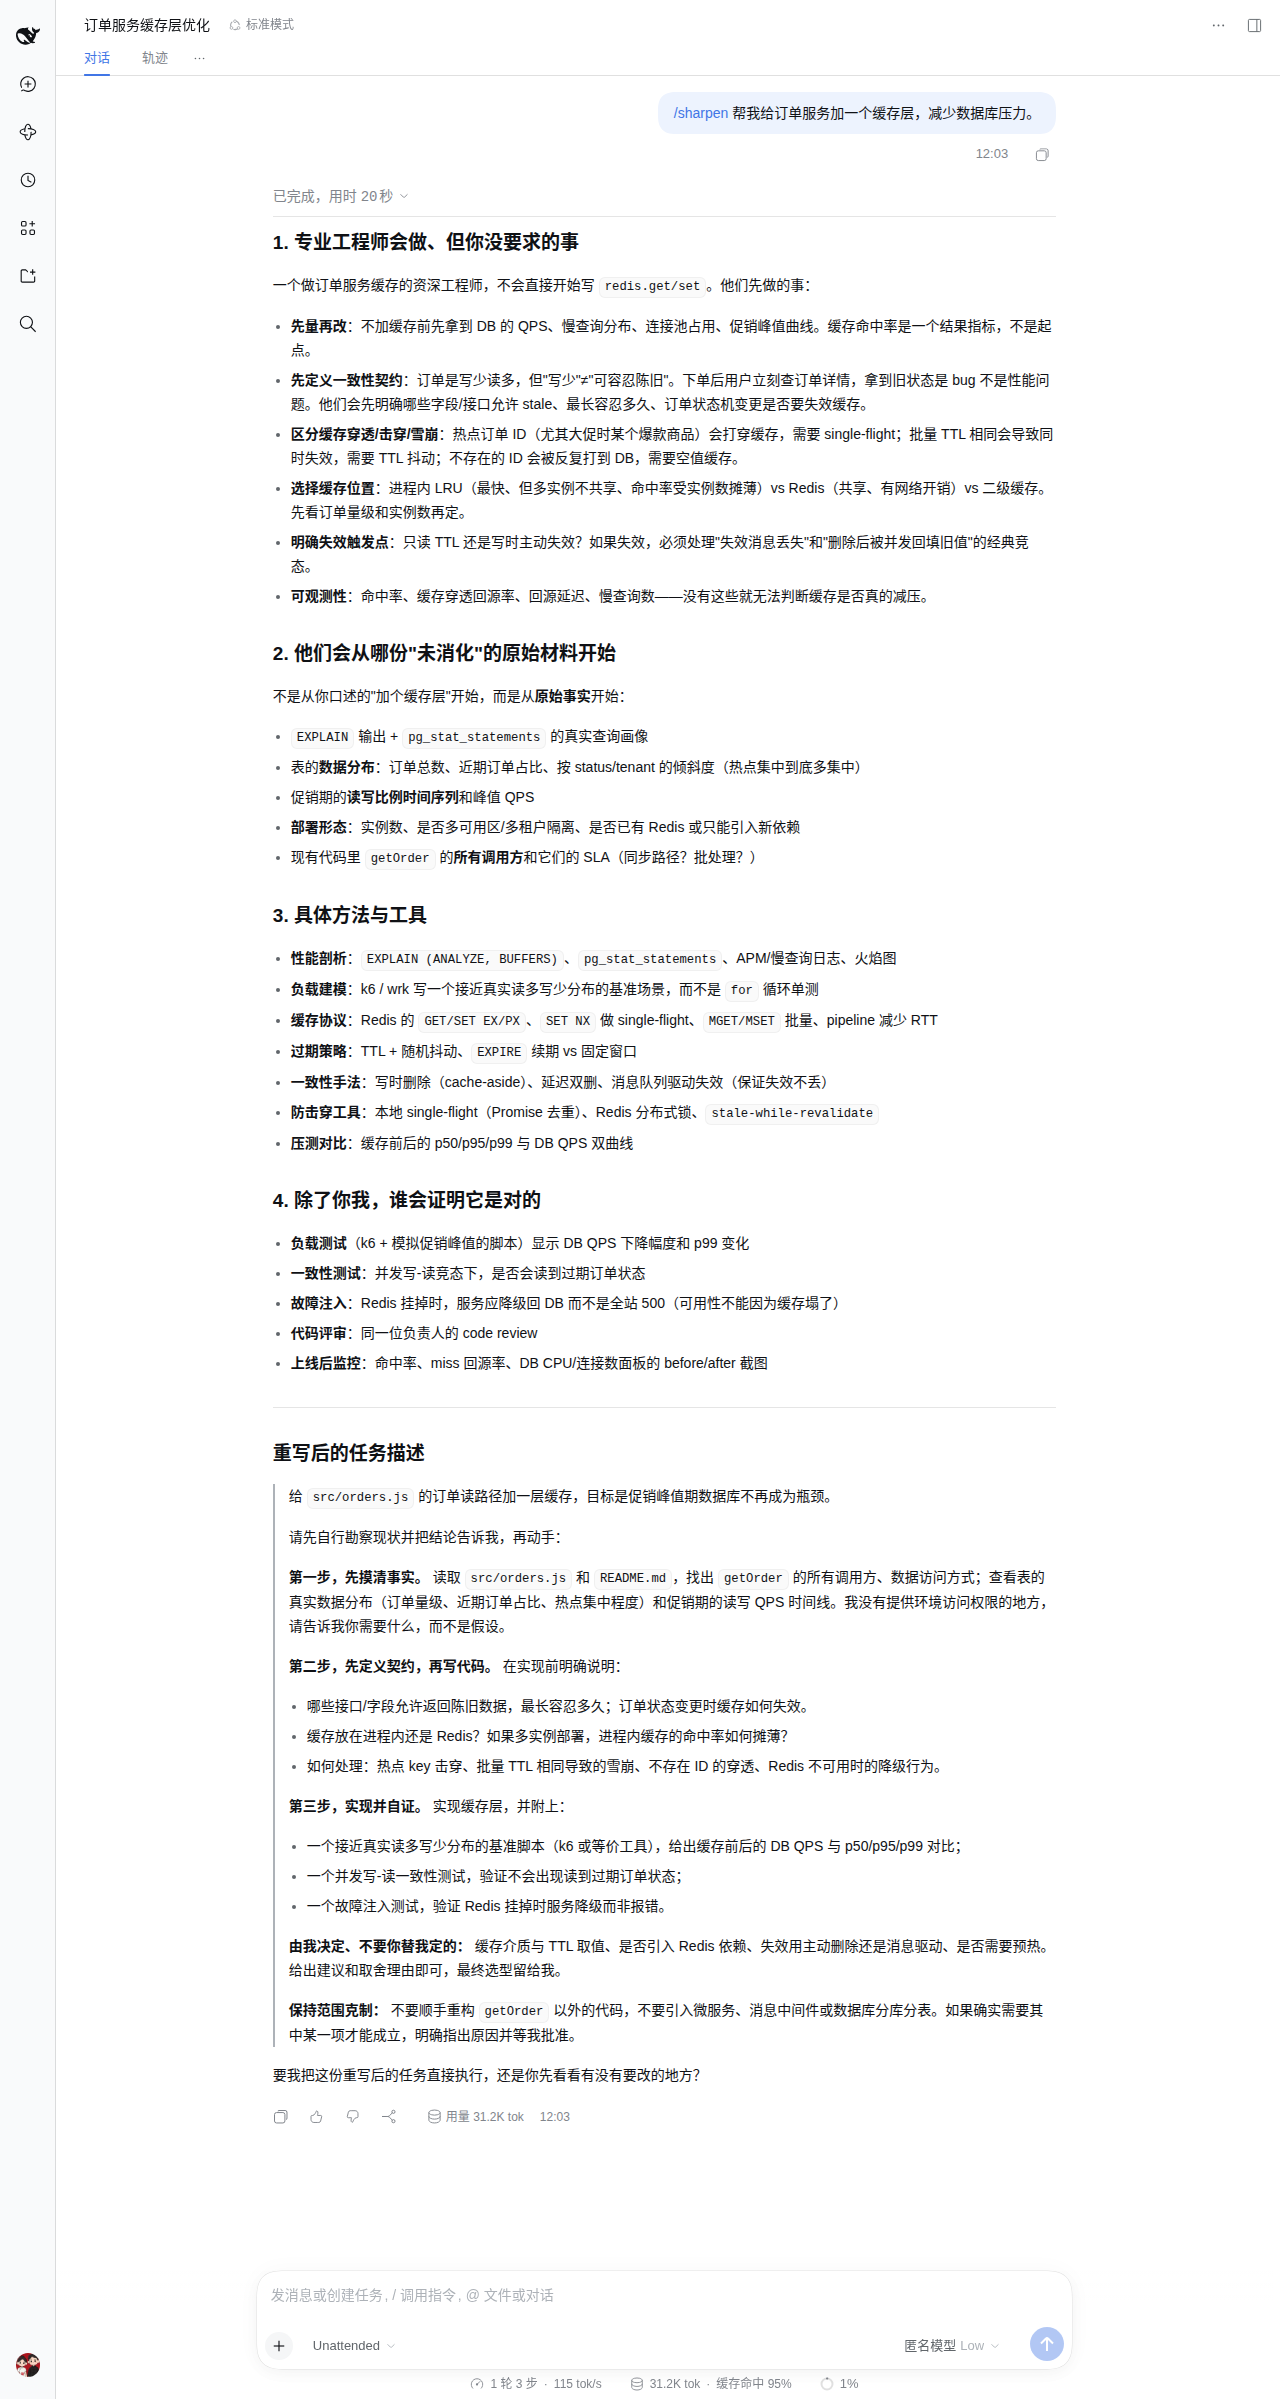 订单服务缓存层优化 标准模式
对话 轨迹 ...
/sharpen 帮我给订单服务加一个缓存层，减少数据库压力。
12:03
已完成，用时 20秒
1. 专业工程师会做、但你没要求的事
一个做订单服务缓存的资深工程师，不会直接开始写 redis.get/set。他们先做的事：
• 先量再改：不加缓存前先拿到 DB 的 QPS、慢查询分布、连接池占用、促销峰值曲线。缓存命中率是一个结果指标，不是起
点。
• 先定义一致性契约：订单是写少读多，但"写少"≠"可容忍陈旧"。下单后用户立刻查订单详情，拿到旧状态是 bug 不是性能问
题。他们会先明确哪些字段/接口允许 stale、最长容忍多久、订单状态机变更是否要失效缓存。
• 区分缓存穿透/击穿/雪崩：热点订单 ID（尤其大促时某个爆款商品）会打穿缓存，需要 single-flight；批量 TTL 相同会导致同
时失效，需要 TTL 抖动；不存在的 ID 会被反复打到 DB，需要空值缓存。
• 选择缓存位置：进程内 LRU（最快、但多实例不共享、命中率受实例数摊薄）vs Redis（共享、有网络开销）vs 二级缓存。
先看订单量级和实例数再定。
• 明确失效触发点：只读 TTL 还是写时主动失效？如果失效，必须处理"失效消息丢失"和"删除后被并发回填旧值"的经典竞
态。
• 可观测性：命中率、缓存穿透回源率、回源延迟、慢查询数——没有这些就无法判断缓存是否真的减压。
2. 他们会从哪份"未消化"的原始材料开始
不是从你口述的"加个缓存层"开始，而是从原始事实开始：
• EXPLAIN 输出 + pg_stat_statements 的真实查询画像
• 表的数据分布：订单总数、近期订单占比、按 status/tenant 的倾斜度（热点集中到底多集中）
• 促销期的读写比例时间序列和峰值 QPS
• 部署形态：实例数、是否多可用区/多租户隔离、是否已有 Redis 或只能引入新依赖
• 现有代码里 getOrder 的所有调用方和它们的 SLA（同步路径？批处理？）
3. 具体方法与工具
• 性能剖析：EXPLAIN (ANALYZE, BUFFERS)、pg_stat_statements、APM/慢查询日志、火焰图
• 负载建模：k6 / wrk 写一个接近真实读多写少分布的基准场景，而不是 for 循环单测
• 缓存协议：Redis 的 GET/SET EX/PX、SET NX 做 single-flight、MGET/MSET 批量、pipeline 减少 RTT
• 过期策略：TTL + 随机抖动、EXPIRE 续期 vs 固定窗口
• 一致性手法：写时删除（cache-aside）、延迟双删、消息队列驱动失效（保证失效不丢）
• 防击穿工具：本地 single-flight（Promise 去重）、Redis 分布式锁、stale-while-revalidate
• 压测对比：缓存前后的 p50/p95/p99 与 DB QPS 双曲线
4. 除了你我，谁会证明它是对的
• 负载测试（k6 + 模拟促销峰值的脚本）显示 DB QPS 下降幅度和 p99 变化
• 一致性测试：并发写-读竞态下，是否会读到过期订单状态
• 故障注入：Redis 挂掉时，服务应降级回 DB 而不是全站 500（可用性不能因为缓存塌了）
• 代码评审：同一位负责人的 code review
• 上线后监控：命中率、miss 回源率、DB CPU/连接数面板的 before/after 截图
重写后的任务描述
给 src/orders.js 的订单读路径加一层缓存，目标是促销峰值期数据库不再成为瓶颈。
请先自行勘察现状并把结论告诉我，再动手：
第一步，先摸清事实。 读取 src/orders.js 和 README.md，找出 getOrder 的所有调用方、数据访问方式；查看表的
真实数据分布（订单量级、近期订单占比、热点集中程度）和促销期的读写 QPS 时间线。我没有提供环境访问权限的地方，
请告诉我你需要什么，而不是假设。
第二步，先定义契约，再写代码。 在实现前明确说明：
• 哪些接口/字段允许返回陈旧数据，最长容忍多久；订单状态变更时缓存如何失效。
• 缓存放在进程内还是 Redis？如果多实例部署，进程内缓存的命中率如何摊薄？
• 如何处理：热点 key 击穿、批量 TTL 相同导致的雪崩、不存在 ID 的穿透、Redis 不可用时的降级行为。
第三步，实现并自证。 实现缓存层，并附上：
• 一个接近真实读多写少分布的基准脚本（k6 或等价工具），给出缓存前后的 DB QPS 与 p50/p95/p99 对比；
• 一个并发写-读一致性测试，验证不会出现读到过期订单状态；
• 一个故障注入测试，验证 Redis 挂掉时服务降级而非报错。
由我决定、不要你替我定的： 缓存介质与 TTL 取值、是否引入 Redis 依赖、失效用主动删除还是消息驱动、是否需要预热。
给出建议和取舍理由即可，最终选型留给我。
保持范围克制： 不要顺手重构 getOrder 以外的代码，不要引入微服务、消息中间件或数据库分库分表。如果确实需要其
中某一项才能成立，明确指出原因并等我批准。
要我把这份重写后的任务直接执行，还是你先看看有没有要改的地方？
用量 31.2K tok 12:03
发消息或创建任务, / 调用指令, @ 文件或对话
Unattended 匿名模型 Low
1 轮 3 步 · 115 tok/s 31.2K tok · 缓存命中 95% 1%